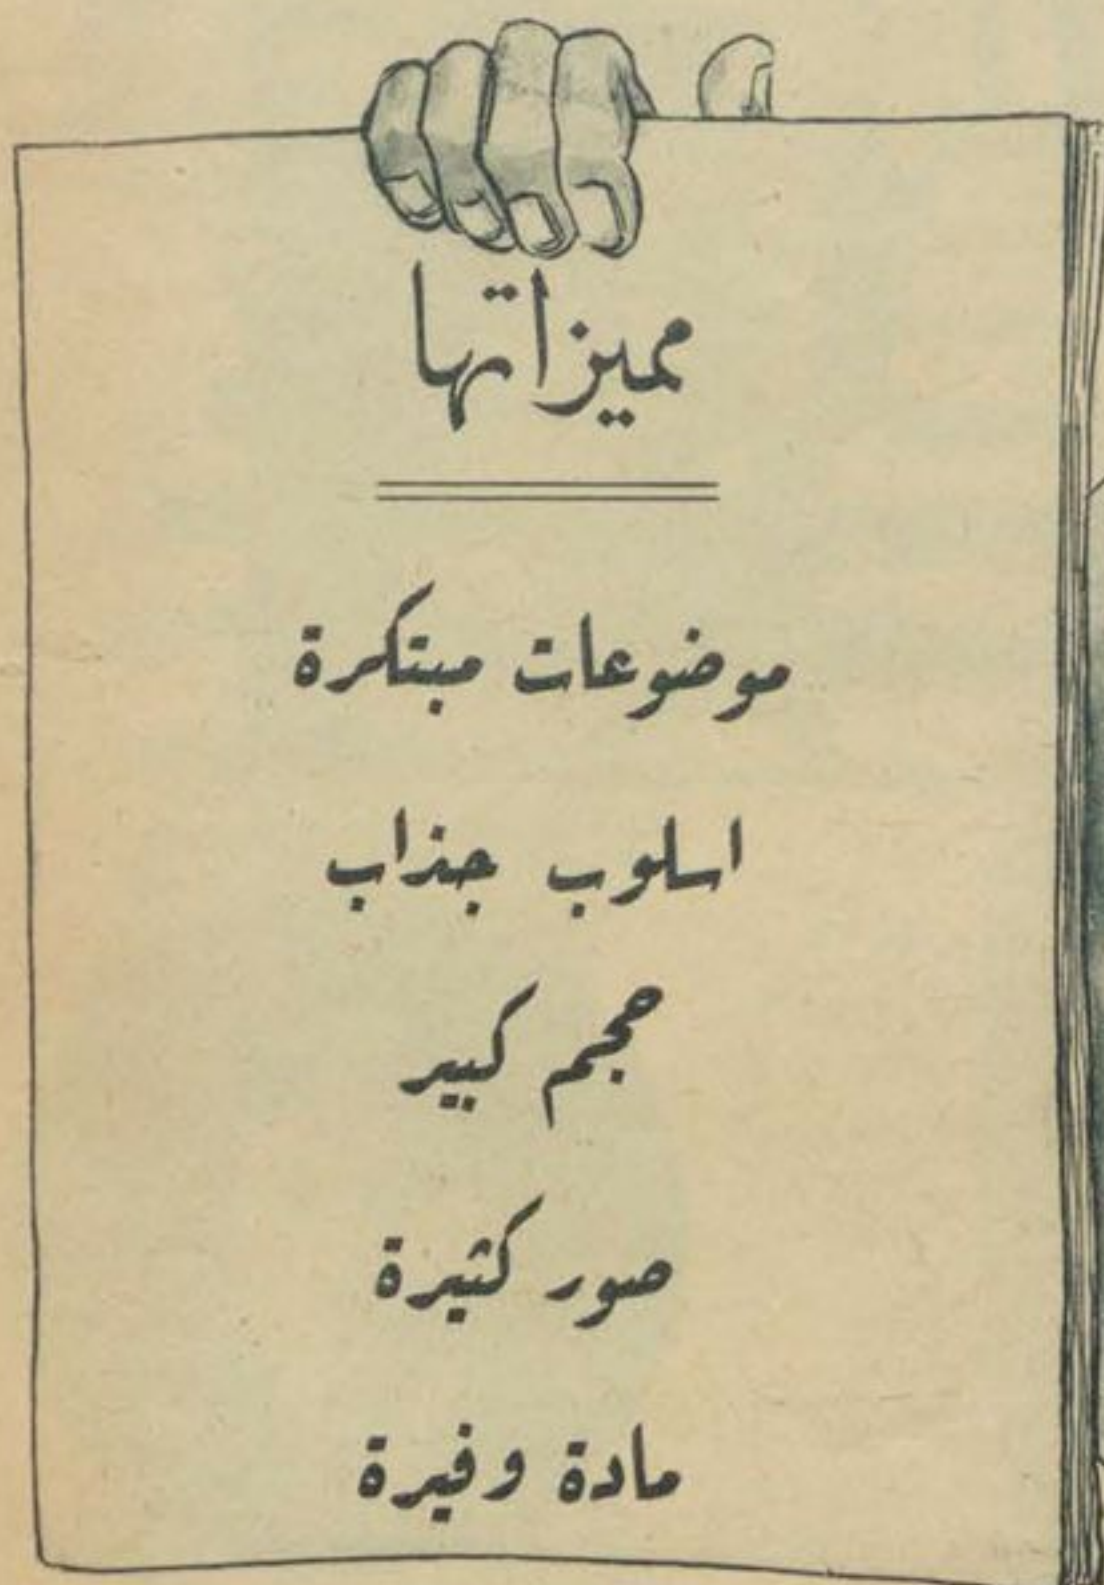 مميزاتها
موضوعات مبتكرة
اسلوب جذاب
حجم كبير
صور كثيرة
مادة وفيرة